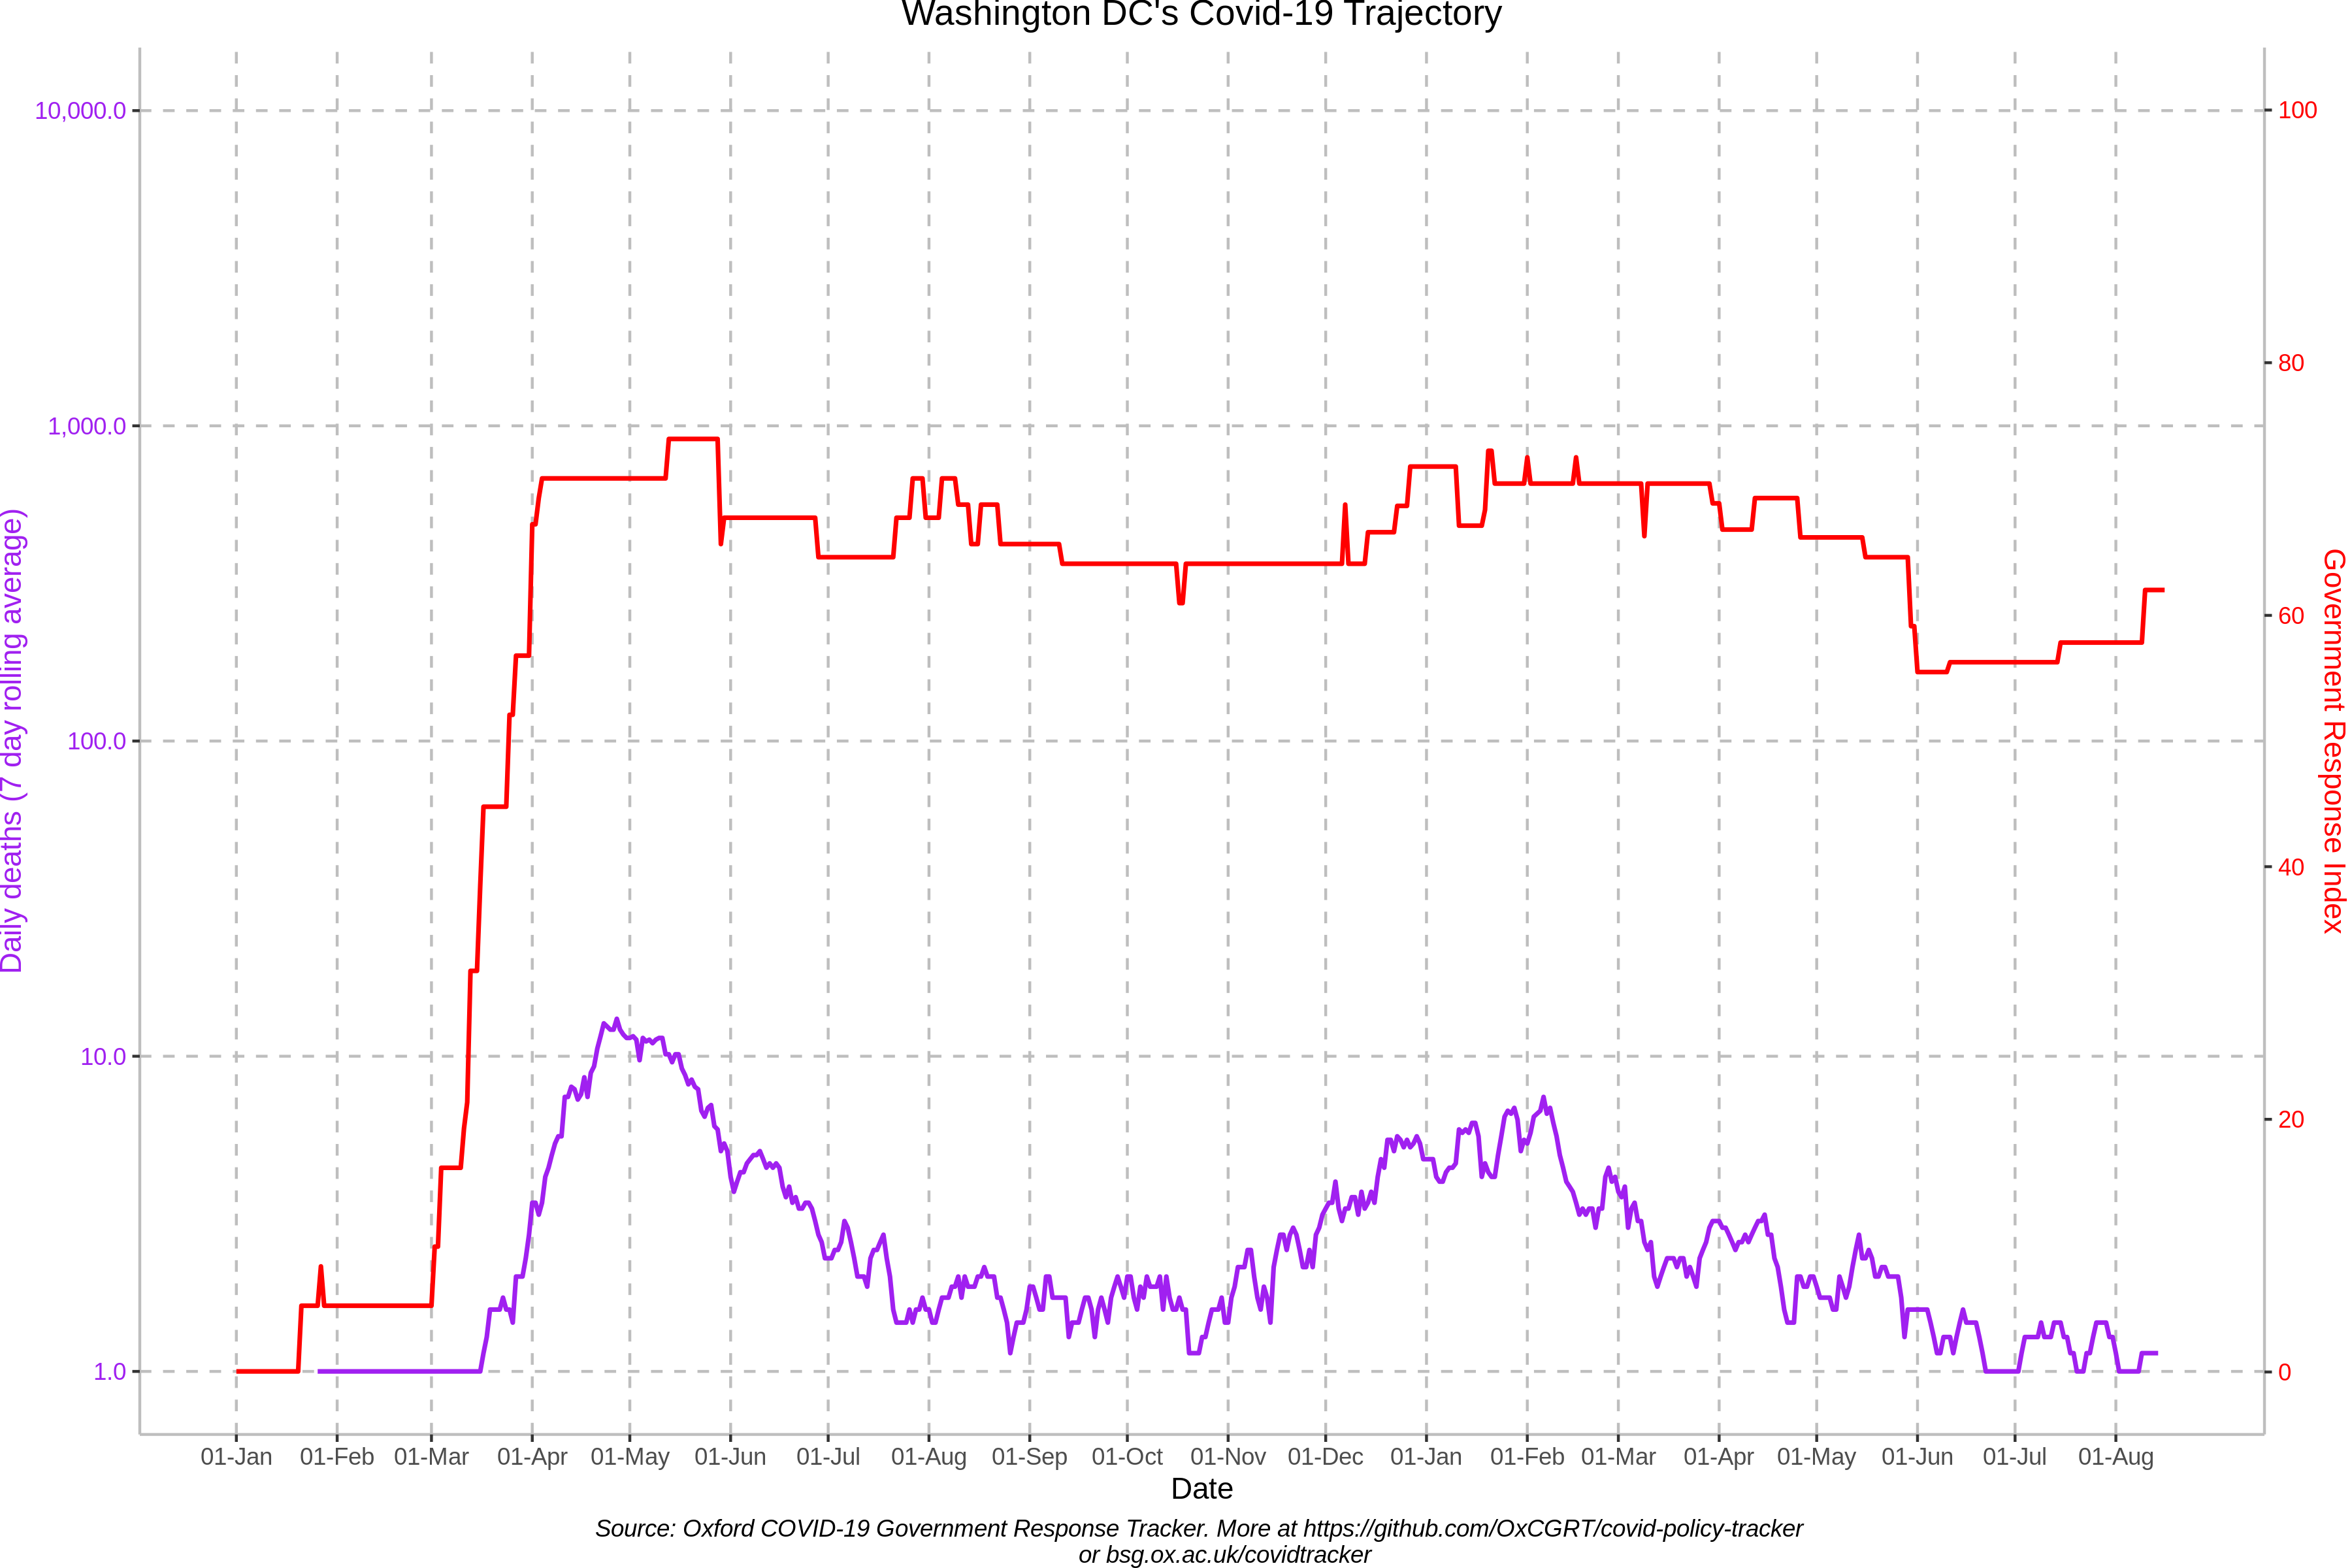 Washington DC's Covid-19 Trajectory
10,000.0
1,000.0
100.0
10.0
1.0
Daily deaths (7 day rolling average)
100
80
60
40
20
0
Government Response Index
01-Jan 01-Feb 01-Mar 01-Apr 01-May 01-Jun 01-Jul 01-Aug 01-Sep 01-Oct 01-Nov 01-Dec 01-Jan 01-Feb 01-Mar 01-Apr 01-May 01-Jun 01-Jul 01-Aug
Date
Source: Oxford COVID-19 Government Response Tracker. More at https://github.com/OxCGRT/covid-policy-tracker
or bsg.ox.ac.uk/covidtracker